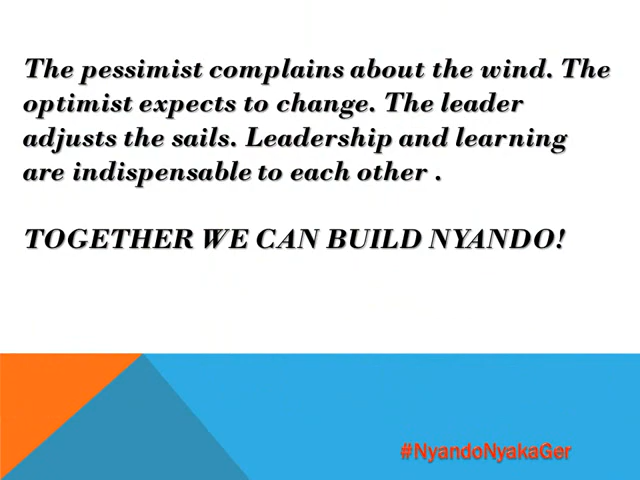 The pessimist complains about the wind. The
optimist expects to change. The leader
adjusts the sails. Leadership and learning
are indispensable to each other .
TOGETHER WE CAN BUILD NYANDO!
#NyandoNyakaGer